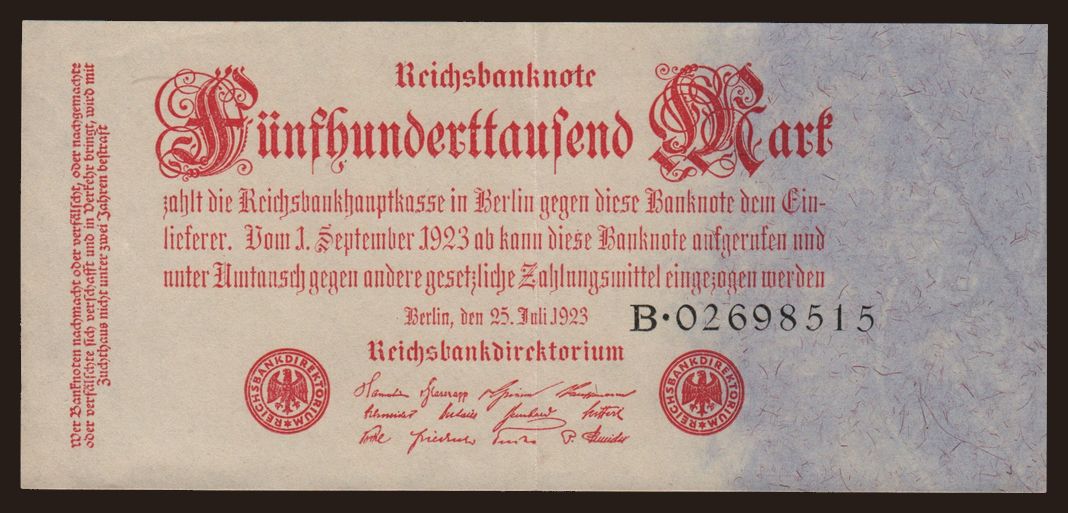 Reichsbanknote
Fünfhunderttauſend Mark
zahlt die Reichsbankhauptkasse in Berlin gegen diese Banknote dem Ein-
lieferer. Vom 1. September 1923 ab kann diese Banknote aufgerufen und
unter Umtausch gegen andere gesetzliche Zahlungsmittel eingezogen werden
Berlin, den 25. Juli 1923
B·02698515
Reichsbankdirektorium
REICHSBANKDIREKTORIUM
REICHSBANKDIREKTORIUM
Wer Banknoten nachmacht oder verfälscht, oder nachgemachte
oder verfälschte sich verschafft und in Verkehr bringt, wird mit
Zuchthaus nicht unter zwei Jahren bestraft